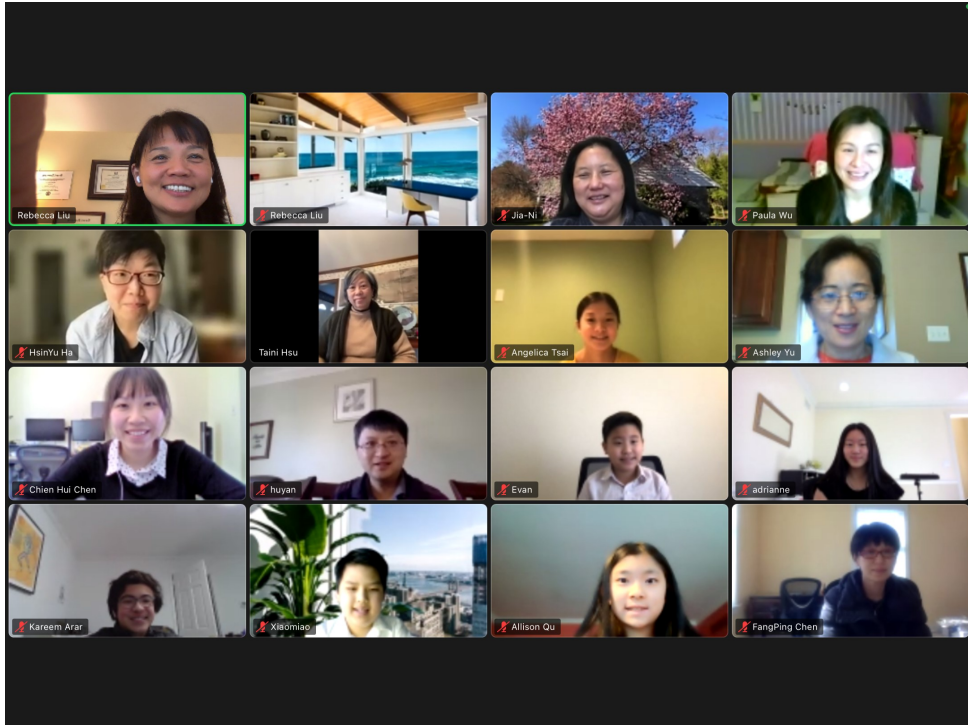 Rebecca Liu
Rebecca Liu
Jia-Ni
Paula Wu
HsinYu Ha
Taini Hsu
Angelica Tsai
Ashley Yu
Chien Hui Chen
huyan
Evan
adrianne
Kareem Arar
Xiaomiao
Allison Qu
FangPing Chen